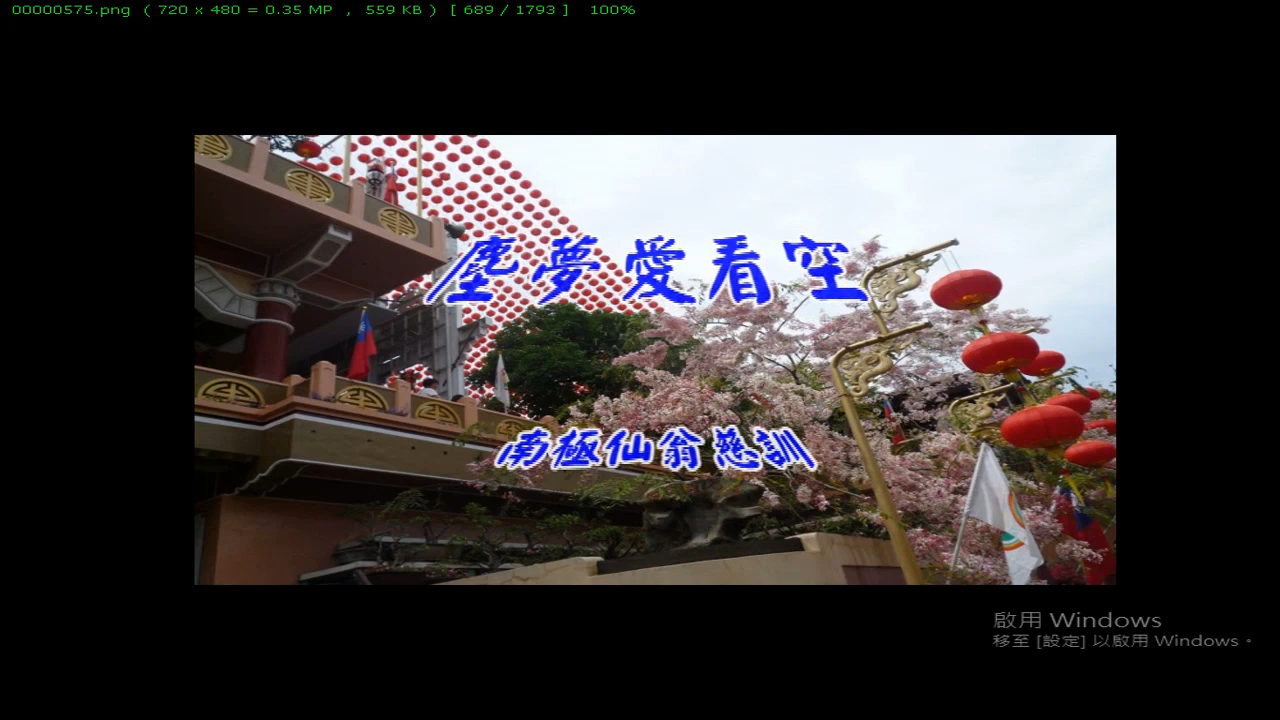 00000575.png ( 720 x 480 = 0.35 MP , 559 KB ) [ 689 / 1793 ] 100%
塵夢愛看空
南極仙翁慈訓
啟用 Windows
移至 [設定] 以啟用 Windows。